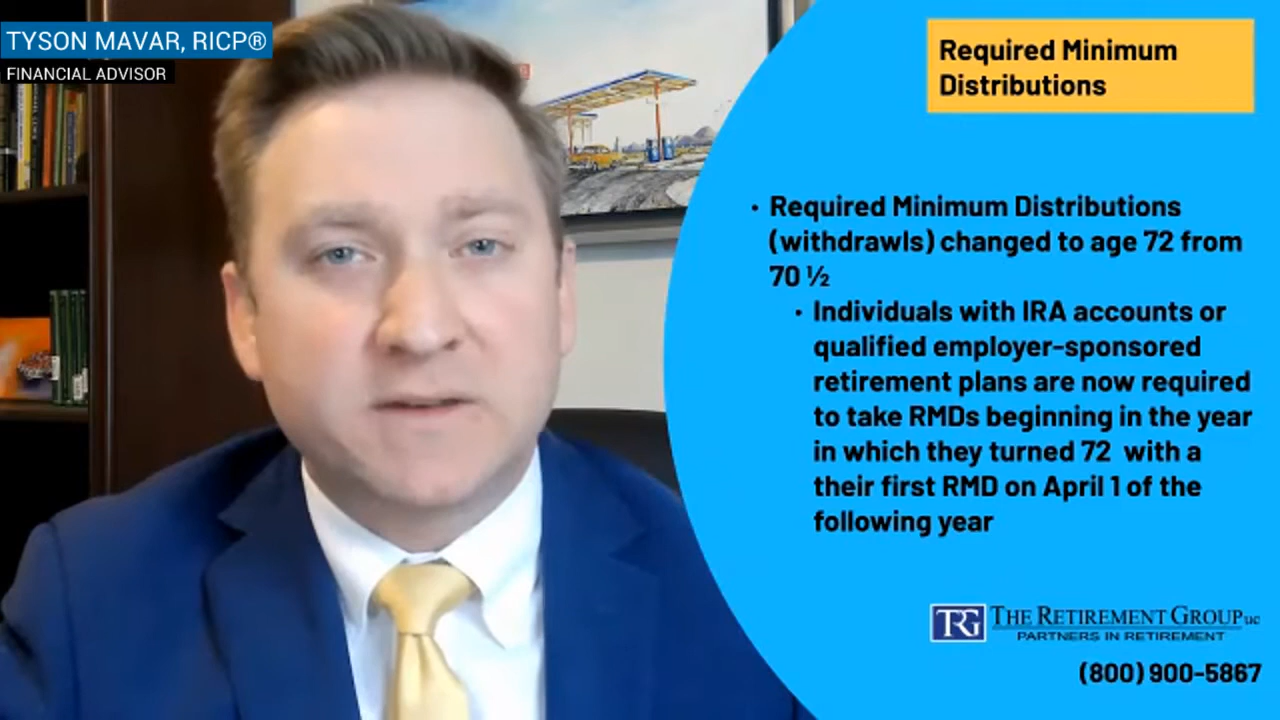 TYSON MAVAR, RICP®
FINANCIAL ADVISOR
Required Minimum
Distributions
• Required Minimum Distributions
(withdrawls) changed to age 72 from
70 ½
• Individuals with IRA accounts or
qualified employer-sponsored
retirement plans are now required
to take RMDs beginning in the year
in which they turned 72 with a
their first RMD on April 1 of the
following year
TRG THE RETIREMENT GROUP LLC
PARTNERS IN RETIREMENT
(800) 900-5867